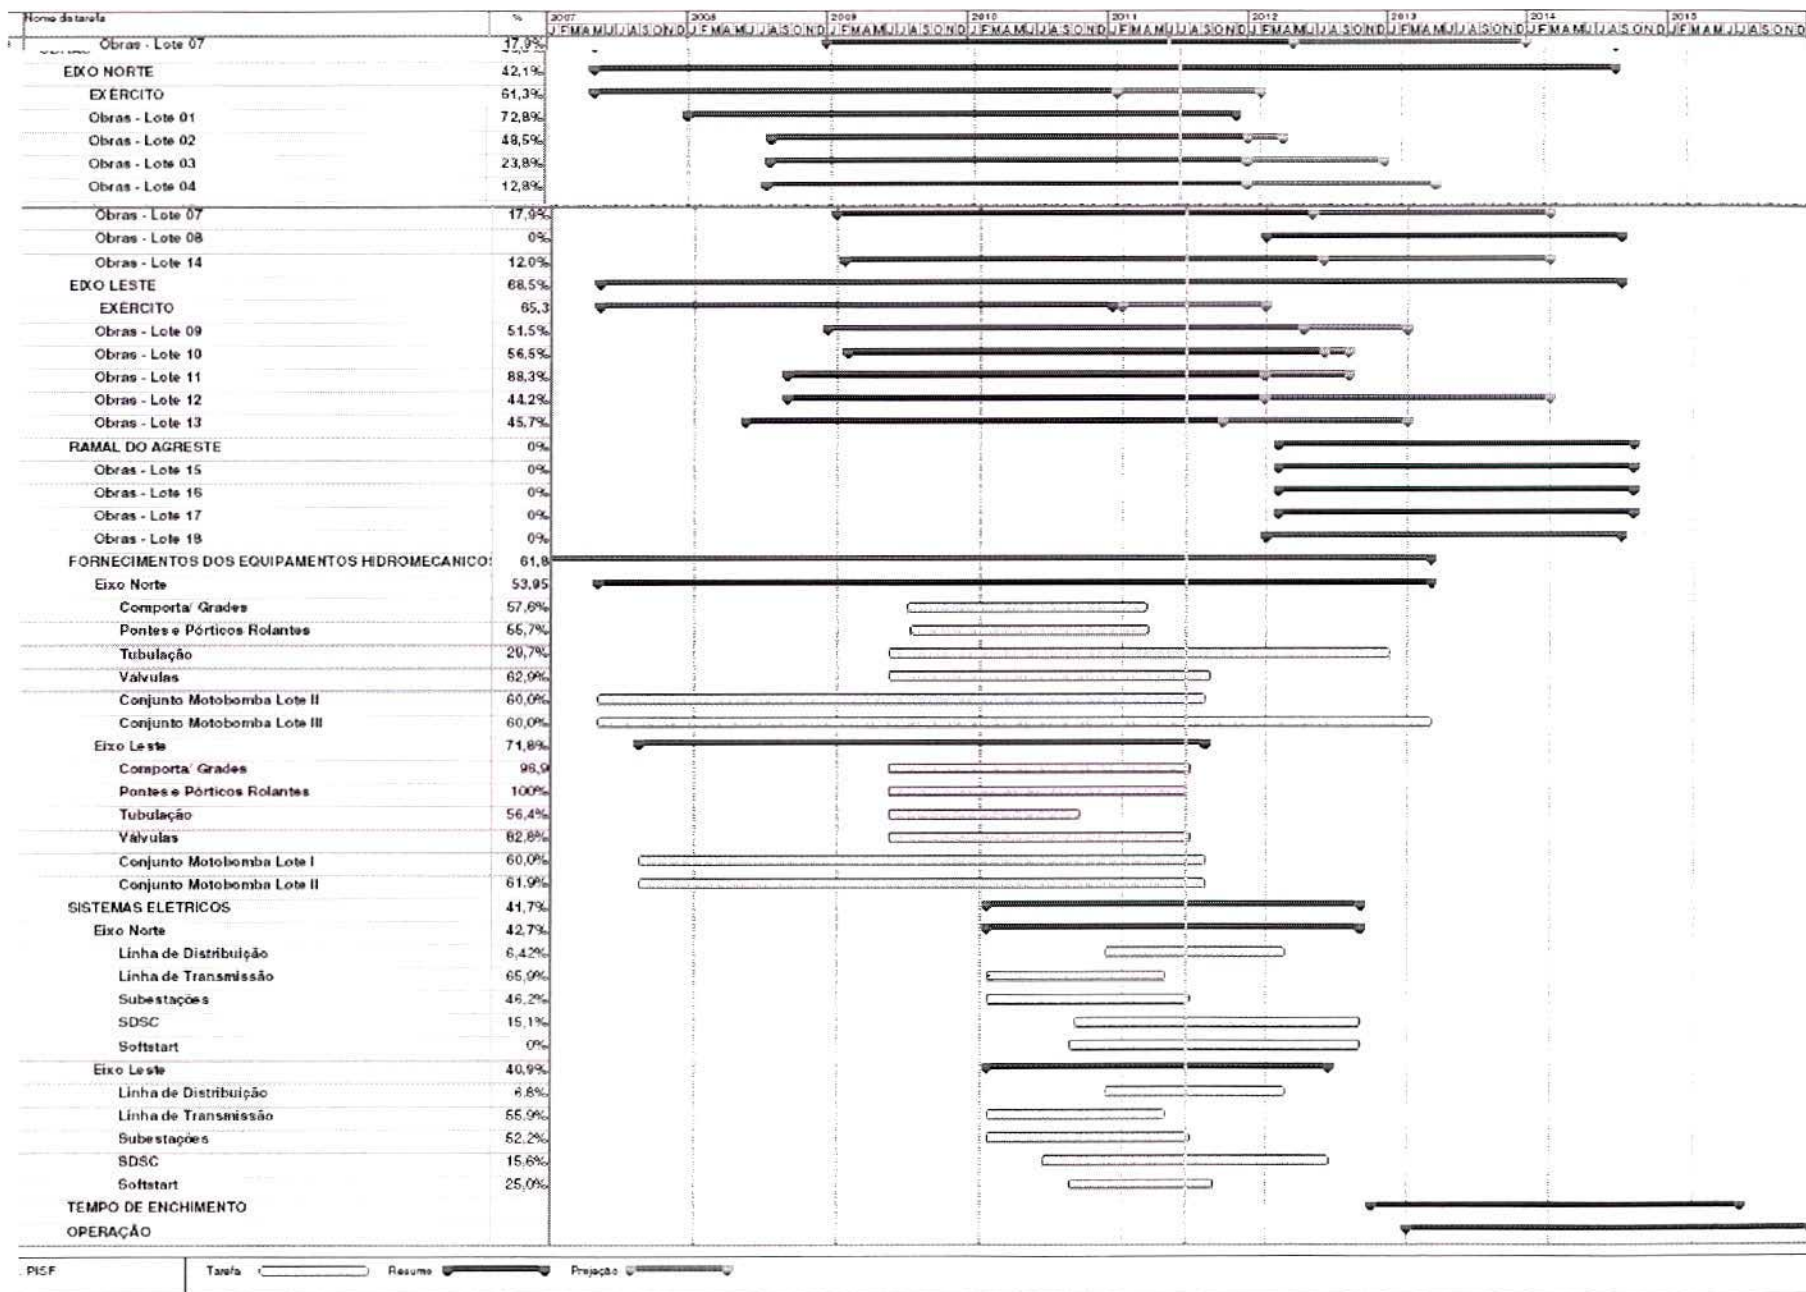 Nome da tarefa % 2007 2008 2009 2010 2011 2012 2013 2014 2015
J F M A M J J A S O N D J F M A M J J A S O N D J F M A M J J A S O N D J F M A M J J A S O N D J F M A M J J A S O N D J F M A M J J A S O N D J F M A M J J A S O N D J F M A M J J A S O N D J F M A M J J A S O N D
Obras - Lote 07 17,9%
EIXO NORTE 42,1%
EXÉRCITO 61,3%
Obras - Lote 01 72,8%
Obras - Lote 02 48,5%
Obras - Lote 03 23,8%
Obras - Lote 04 12,8%
Obras - Lote 07 17,9%
Obras - Lote 08 0%
Obras - Lote 14 12.0%
EIXO LESTE 68,5%
EXÉRCITO 65,3
Obras - Lote 09 51,5%
Obras - Lote 10 56,5%
Obras - Lote 11 88,3%
Obras - Lote 12 44,2%
Obras - Lote 13 45,7%
RAMAL DO AGRESTE 0%
Obras - Lote 15 0%
Obras - Lote 16 0%
Obras - Lote 17 0%
Obras - Lote 18 0%
FORNECIMENTOS DOS EQUIPAMENTOS HIDROMECANICO 61,8
Eixo Norte 53,95
Comporta/ Grades 57,6%
Pontes e Pórticos Rolantes 55,7%
Tubulação 29,7%
Valvulas 62,9%
Conjunto Motobomba Lote II 60,0%
Conjunto Motobomba Lote III 60,0%
Eixo Leste 71,8%
Comporta/ Grades 96,9
Pontes e Pórticos Rolantes 100%
Tubulação 56,4%
Válvulas 82,8%
Conjunto Motobomba Lote I 60,0%
Conjunto Motobomba Lote II 61,9%
SISTEMAS ELETRICOS 41,7%
Eixo Norte 42,7%
Linha de Distribuição 6,42%
Linha de Transmissão 65,9%
Subestações 46,2%
SDSC 15,1%
Softstart 0%
Eixo Leste 40,9%
Linha de Distribuição 6,8%
Linha de Transmissão 55,9%
Subestações 52,2%
SDSC 15,6%
Softstart 25,0%
TEMPO DE ENCHIMENTO
OPERAÇÃO
PISF Tarefa Resumo Projeção